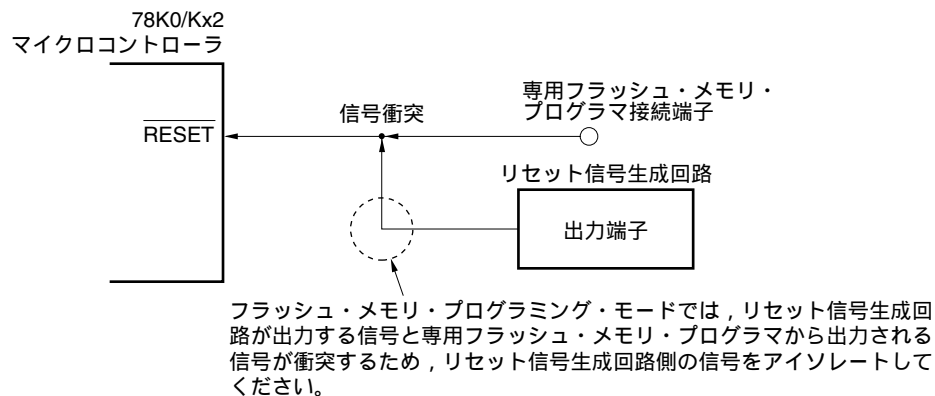 78K0/Kx2
マイクロコントローラ
専用フラッシュ・メモリ・
プログラマ接続端子
信号衝突
RESET
リセット信号生成回路
出力端子
フラッシュ・メモリ・プログラミング・モードでは，リセット信号生成回
路が出力する信号と専用フラッシュ・メモリ・プログラマから出力される
信号が衝突するため，リセット信号生成回路側の信号をアイソレートして
ください。